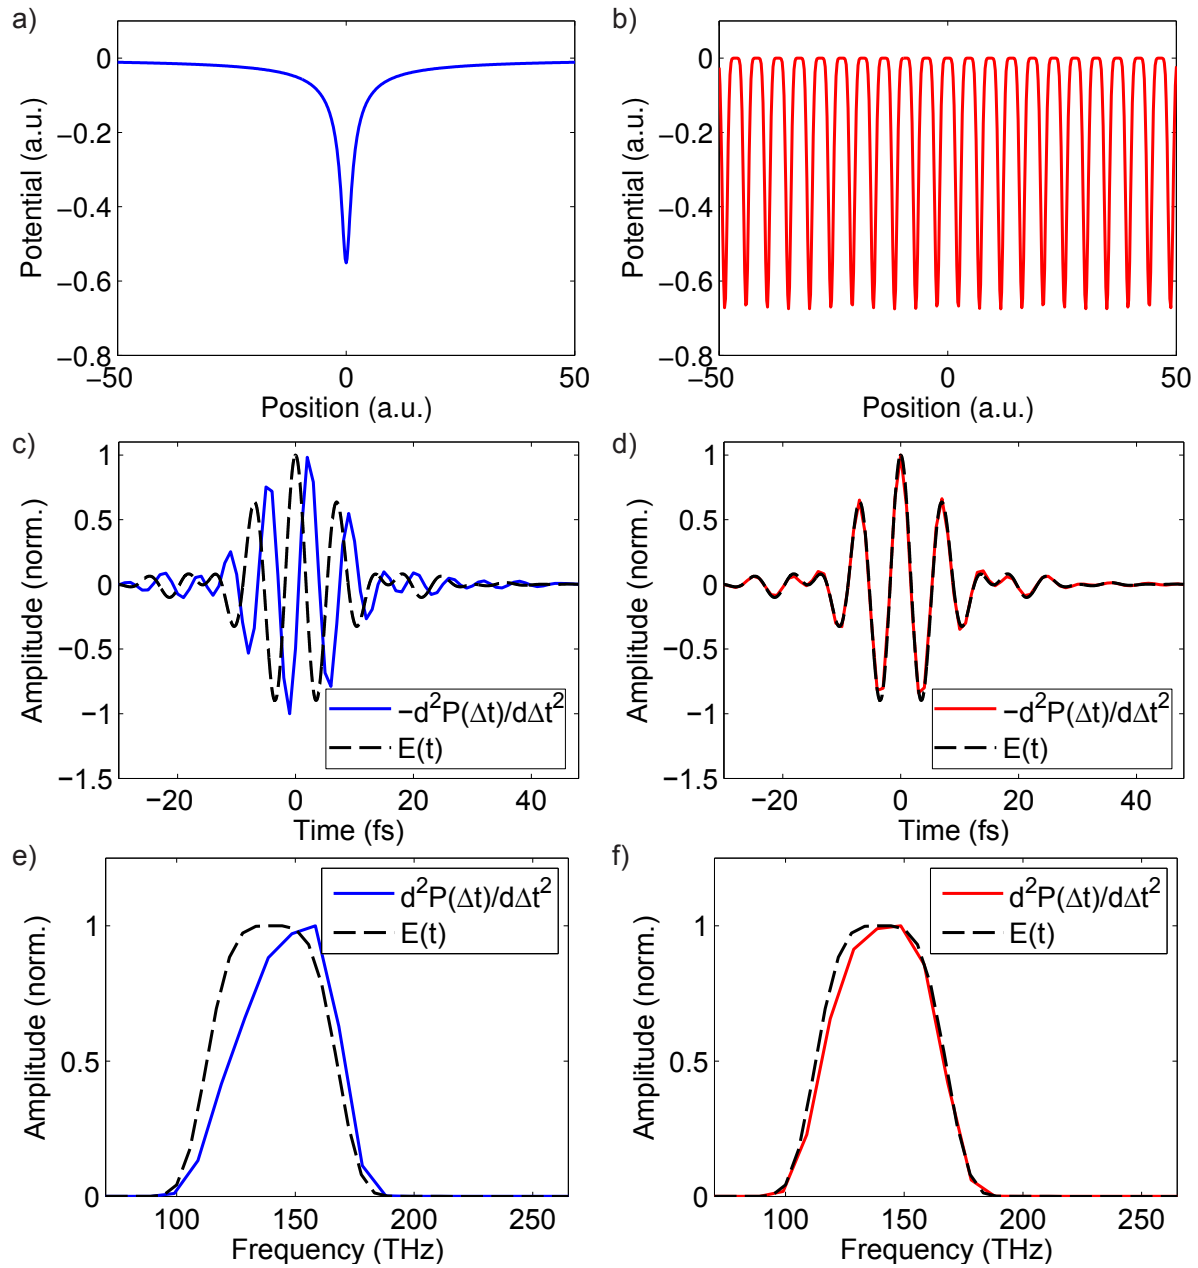 a)
0
−0.2
−0.4
−0.6
−0.8
Potential (a.u.)
−50
0
50
Position (a.u.)
b)
0
−0.2
−0.4
−0.6
−0.8
Potential (a.u.)
−50
0
50
Position (a.u.)
c)
1
0.5
0
−0.5
−1
−1.5
Amplitude (norm.)
−d²P(Δt)/dΔt²
E(t)
−20
0
20
40
Time (fs)
d)
1
0.5
0
−0.5
−1
−1.5
Amplitude (norm.)
−d²P(Δt)/dΔt²
E(t)
−20
0
20
40
Time (fs)
e)
1
0.5
0
Amplitude (norm.)
d²P(Δt)/dΔt²
E(t)
100
150
200
250
Frequency (THz)
f)
1
0.5
0
Amplitude (norm.)
d²P(Δt)/dΔt²
E(t)
100
150
200
250
Frequency (THz)